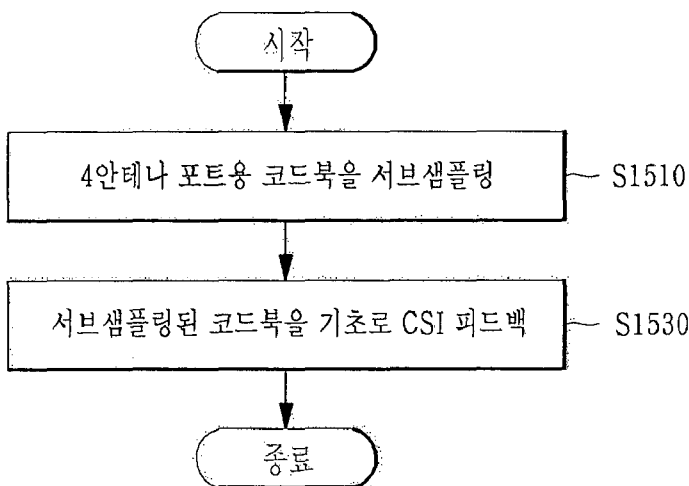 시작
4안테나 포트용 코드북을 서브샘플링
S1510
서브샘플링된 코드북을 기초로 CSI 피드백
S1530
종료